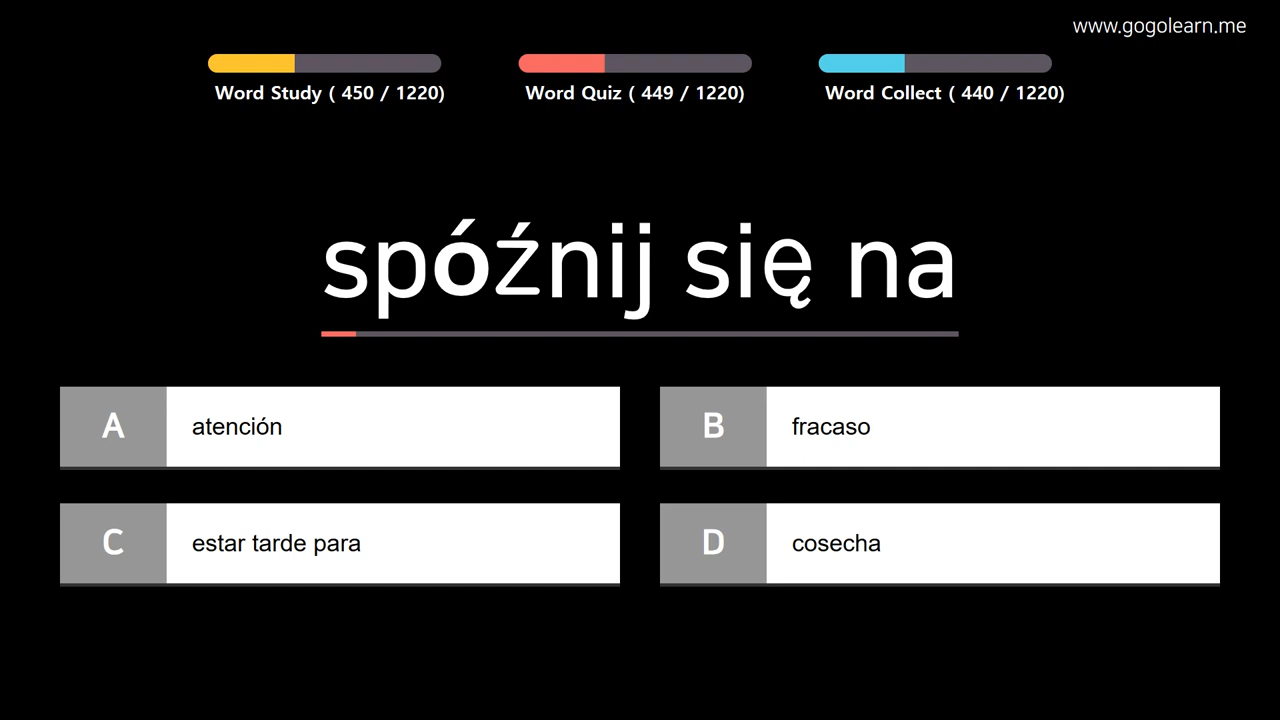 www.gogolearn.me
Word Study ( 450 / 1220)
Word Quiz ( 449 / 1220)
Word Collect ( 440 / 1220)
spóźnij się na
A
atención
B
fracaso
C
estar tarde para
D
cosecha